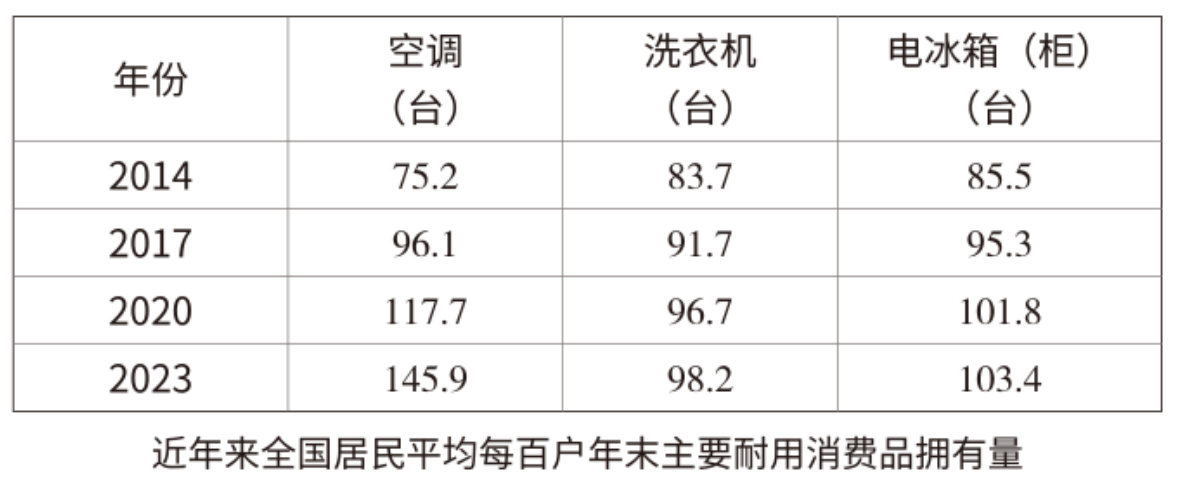 年份 空调（台） 洗衣机（台） 电冰箱（柜）（台）
2014 75.2 83.7 85.5
2017 96.1 91.7 95.3
2020 117.7 96.7 101.8
2023 145.9 98.2 103.4
近年来全国居民平均每百户年末主要耐用消费品拥有量